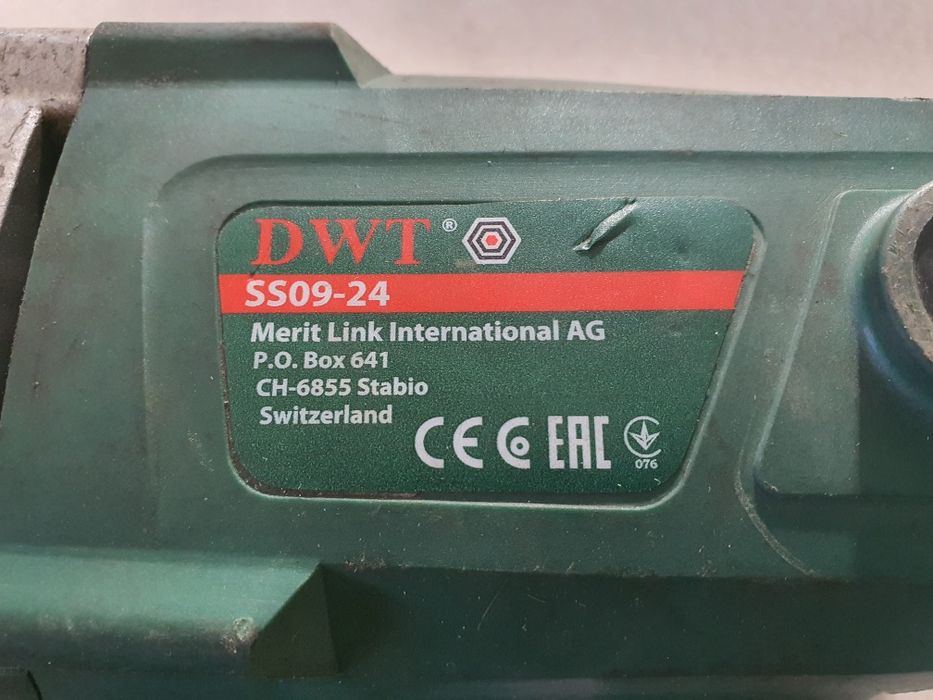 DWT®
SS09-24
Merit Link International AG
P.O. Box 641
CH-6855 Stabio
Switzerland
CE EAC
076